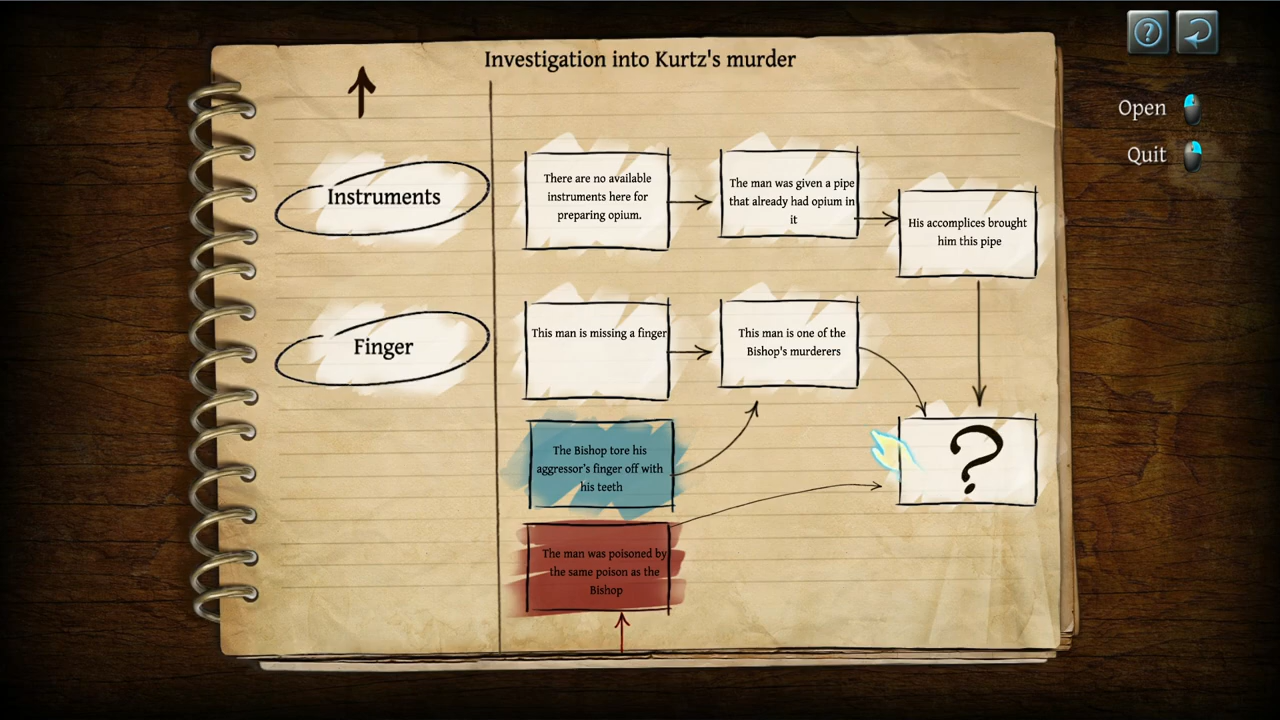 Investigation into Kurtz's murder
Open
Quit
Instruments
There are no available
instruments here for
preparing opium.
The man was given a pipe
that already had opium in
it
His accomplices brought
him this pipe
Finger
This man is missing a finger
This man is one of the
Bishop's murderers
The Bishop tore his
aggressor's finger off with
his teeth
?
The man was poisoned by
the same poison as the
Bishop